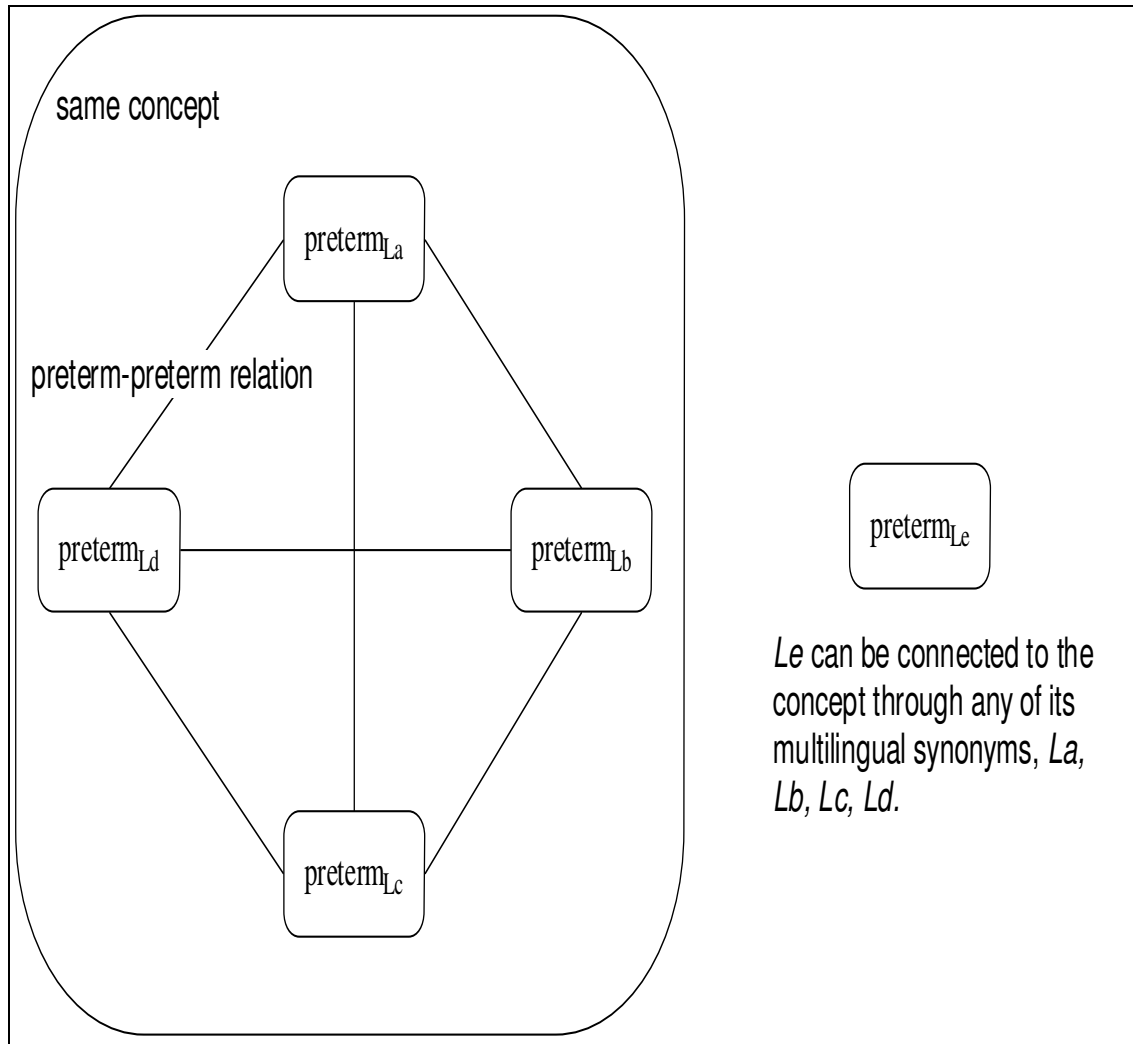 same concept
preterm_La
preterm-preterm relation
preterm_Ld
preterm_Lb
preterm_Lc
preterm_Le
Le can be connected to the
concept through any of its
multilingual synonyms, La,
Lb, Lc, Ld.